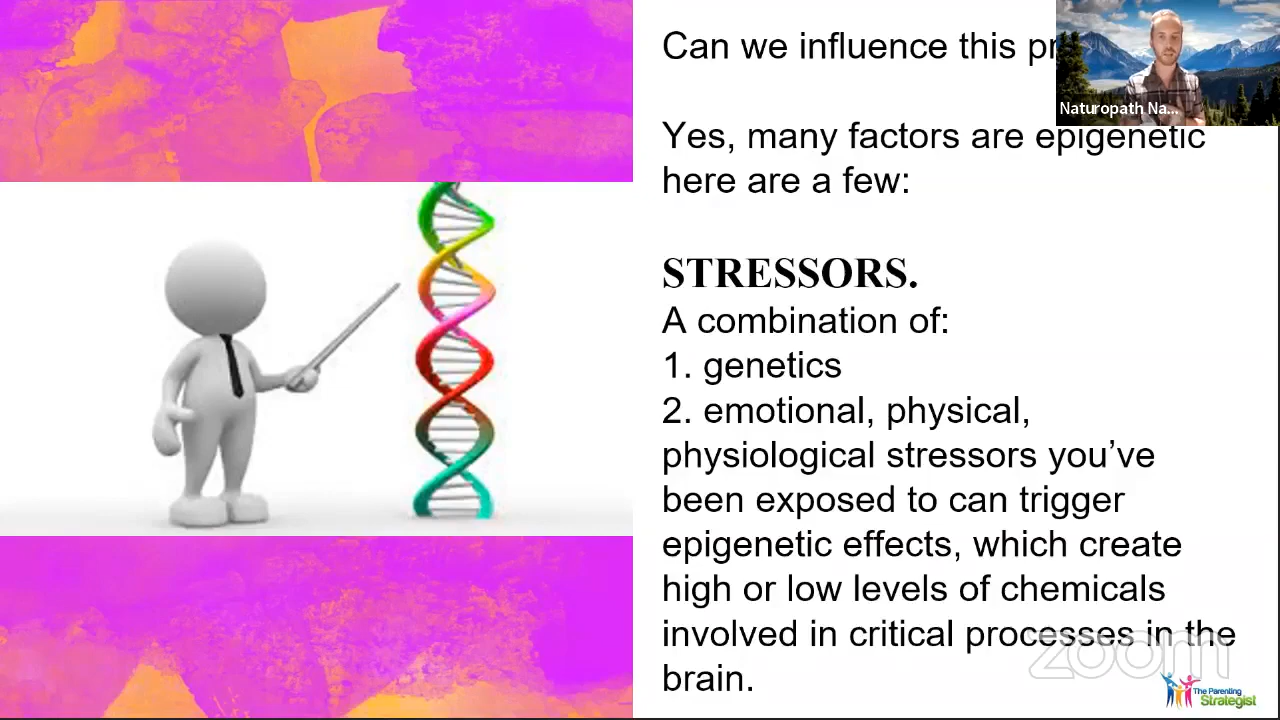 Can we influence this pr
Naturopath Na...
Yes, many factors are epigenetic
here are a few:
STRESSORS.
A combination of:
1. genetics
2. emotional, physical,
physiological stressors you’ve
been exposed to can trigger
epigenetic effects, which create
high or low levels of chemicals
involved in critical processes in the
brain.
zoom
The Parenting
Strategist